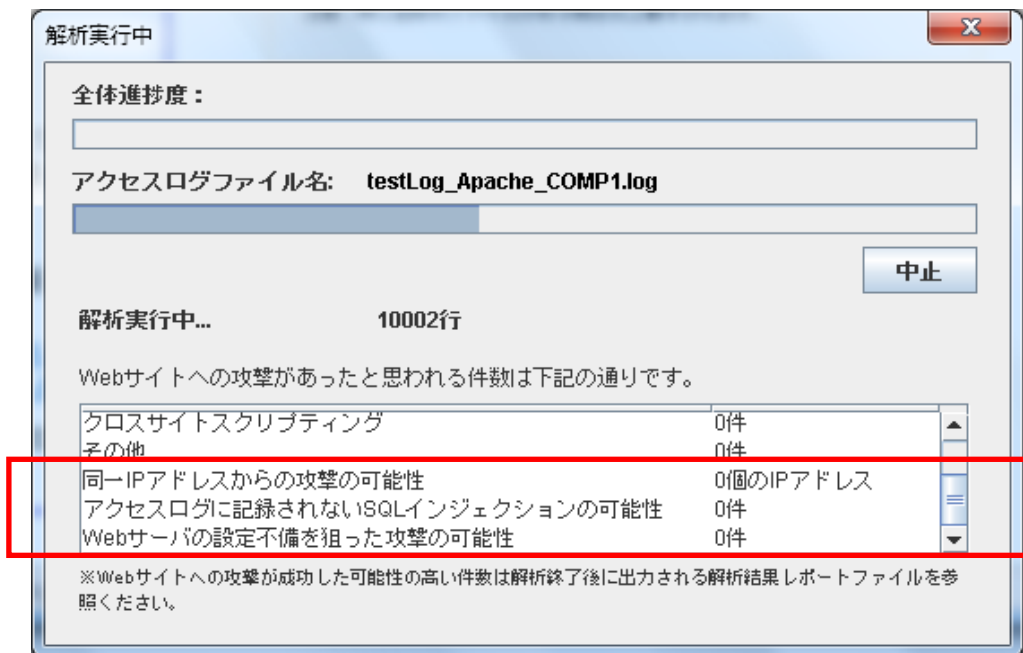 解析実行中
全体進捗度：
アクセスログファイル名: testLog_Apache_COMP1.log
中止
解析実行中... 10002行
Webサイトへの攻撃があったと思われる件数は下記の通りです。
クロスサイトスクリプティング 0件
その他 0件
同一IPアドレスからの攻撃の可能性 0個のIPアドレス
アクセスログに記録されないSQLインジェクションの可能性 0件
Webサーバの設定不備を狙った攻撃の可能性 0件
※Webサイトへの攻撃が成功した可能性の高い件数は解析終了後に出力される解析結果レポートファイルを参
照ください。